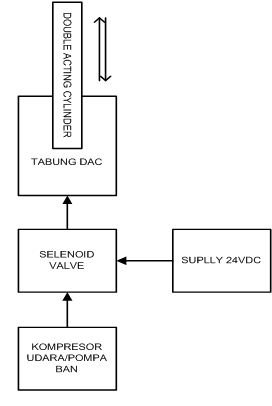 DOUBLE ACTING CYLINDER
TABUNG DAC
SELENOID
VALVE
SUPLLY 24VDC
KOMPRESOR
UDARA/POMPA
BAN